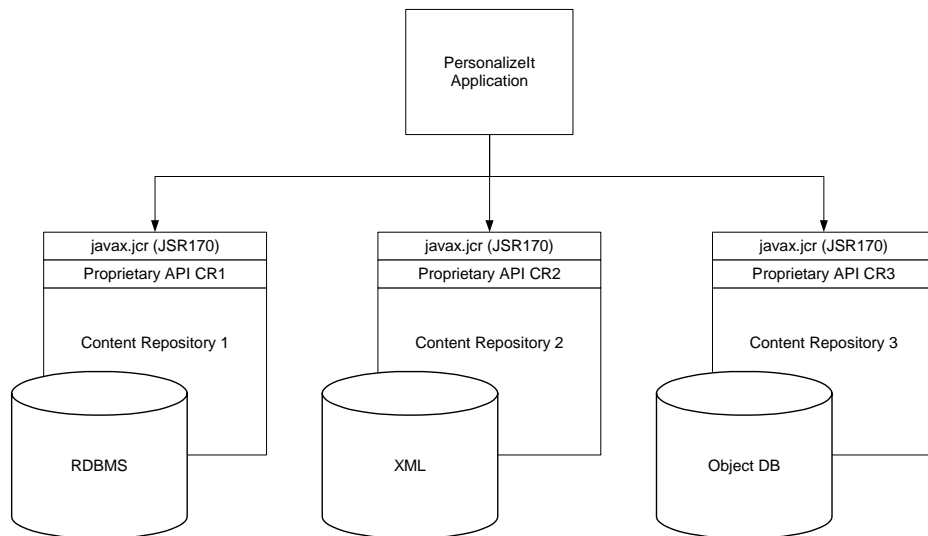 PersonalizeIt
Application
javax.jcr (JSR170)
Proprietary API CR1
Content Repository 1
RDBMS
javax.jcr (JSR170)
Proprietary API CR2
Content Repository 2
XML
javax.jcr (JSR170)
Proprietary API CR3
Content Repository 3
Object DB